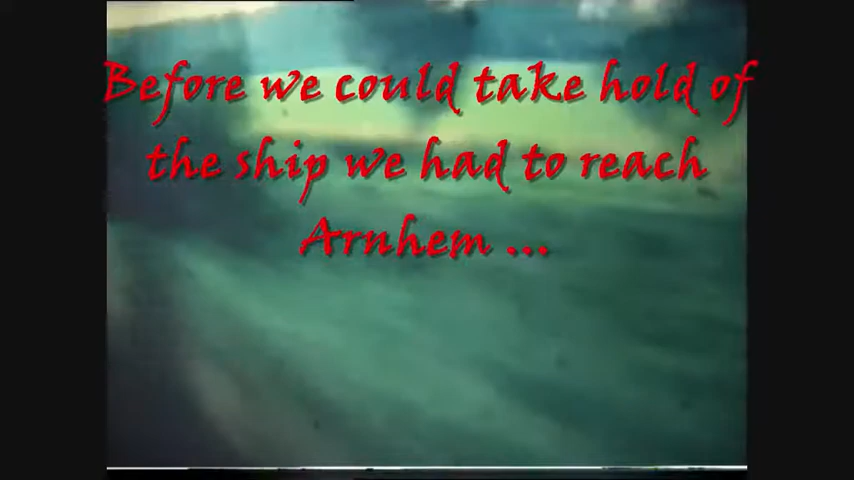 Before we could take hold of
the ship we had to reach
Arnhem ...